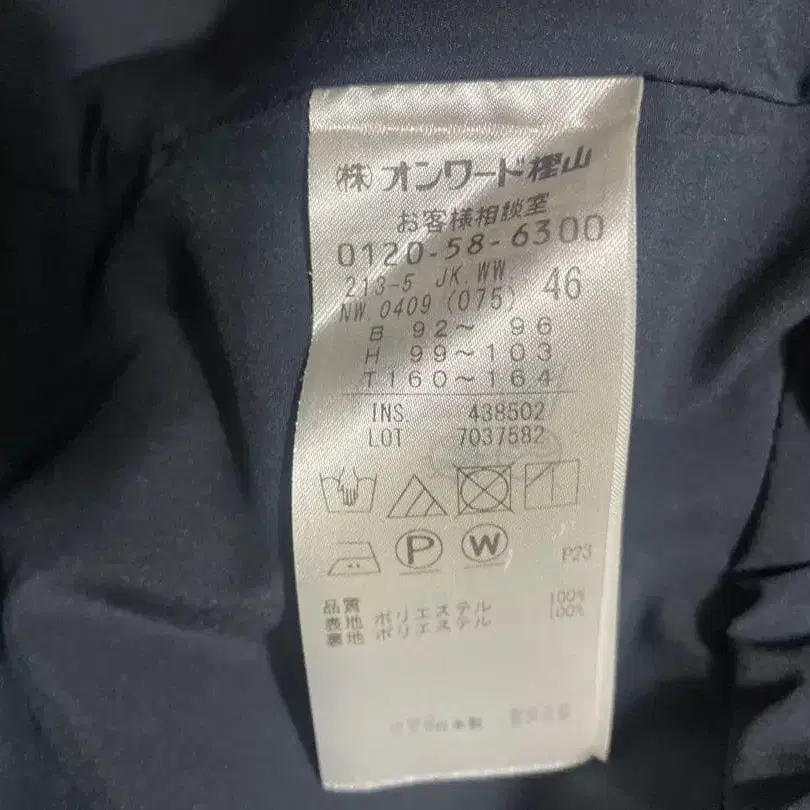 (株)オンワード樫山
お客様相談室
0120-58-6300
213-5 JK.WW.
NW.0409 (075) 46
B 92~ 96
H 99~103
T160~164
INS. 438502
LOT 7037582
P W P23
品質
表地 ポリエステル 100%
裏地 ポリエステル 100%